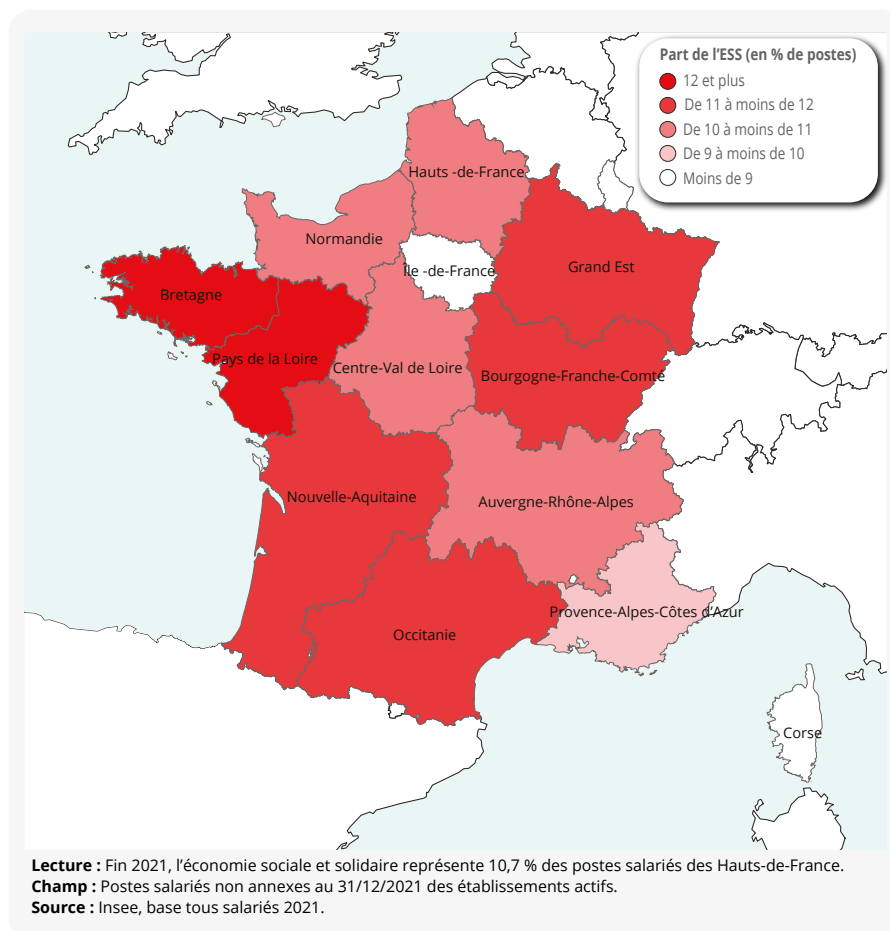 Part de l'ESS (en % de postes)
12 et plus
De 11 à moins de 12
De 10 à moins de 11
De 9 à moins de 10
Moins de 9
Hauts -de-France
Normandie
Île -de-France
Grand Est
Bretagne
Pays de la Loire
Centre-Val de Loire
Bourgogne-Franche-Comté
Nouvelle-Aquitaine
Auvergne-Rhône-Alpes
Provence-Alpes-Côtes d'Azur
Occitanie
Corse
Lecture : Fin 2021, l'économie sociale et solidaire représente 10,7 % des postes salariés des Hauts-de-France.
Champ : Postes salariés non annexes au 31/12/2021 des établissements actifs.
Source : Insee, base tous salariés 2021.